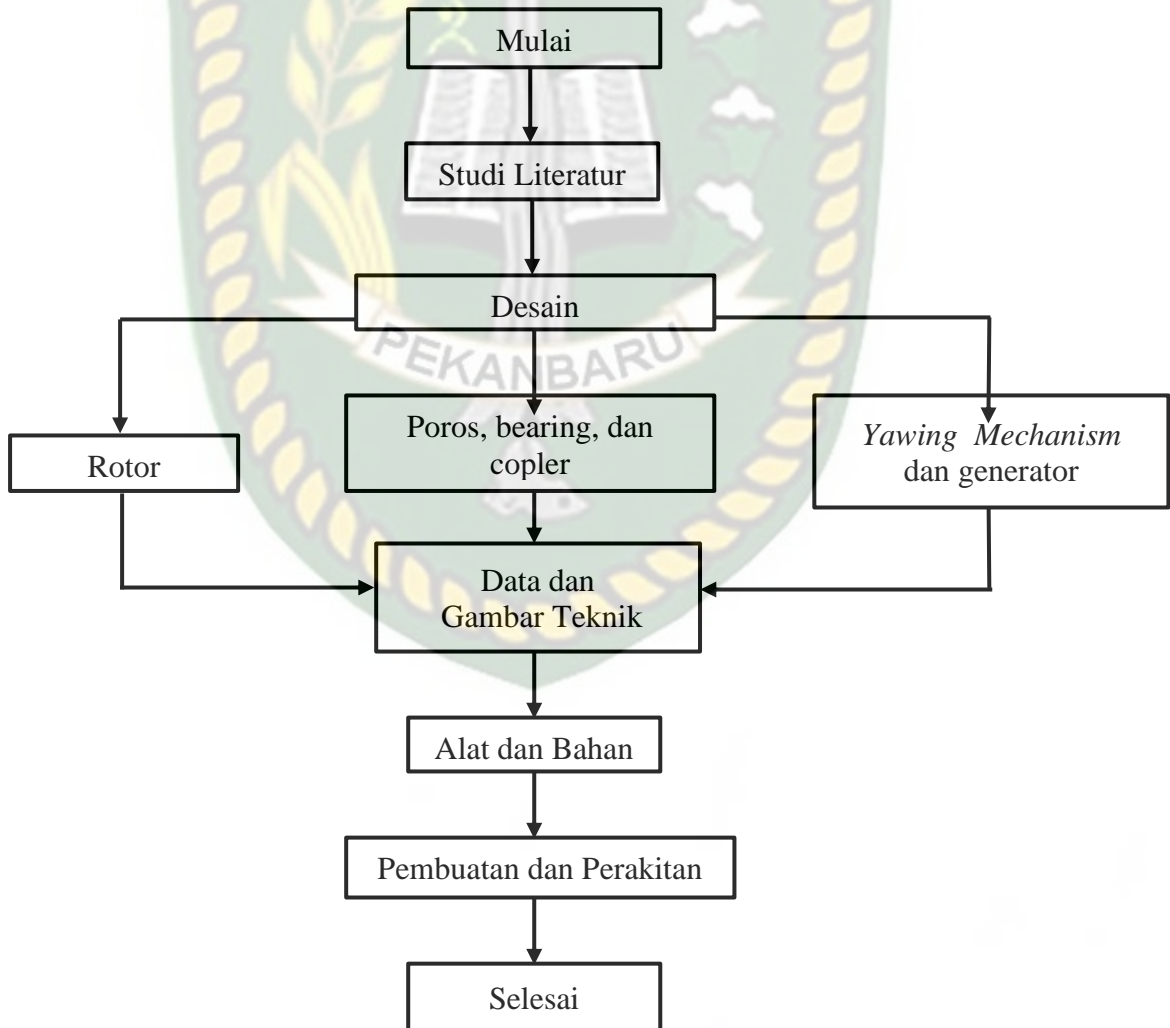 Mulai
Studi Literatur
Desain
PEKANBARU
Rotor
Poros, bearing, dan
copler
Yawing Mechanism
dan generator
Data dan
Gambar Teknik
Alat dan Bahan
Pembuatan dan Perakitan
Selesai